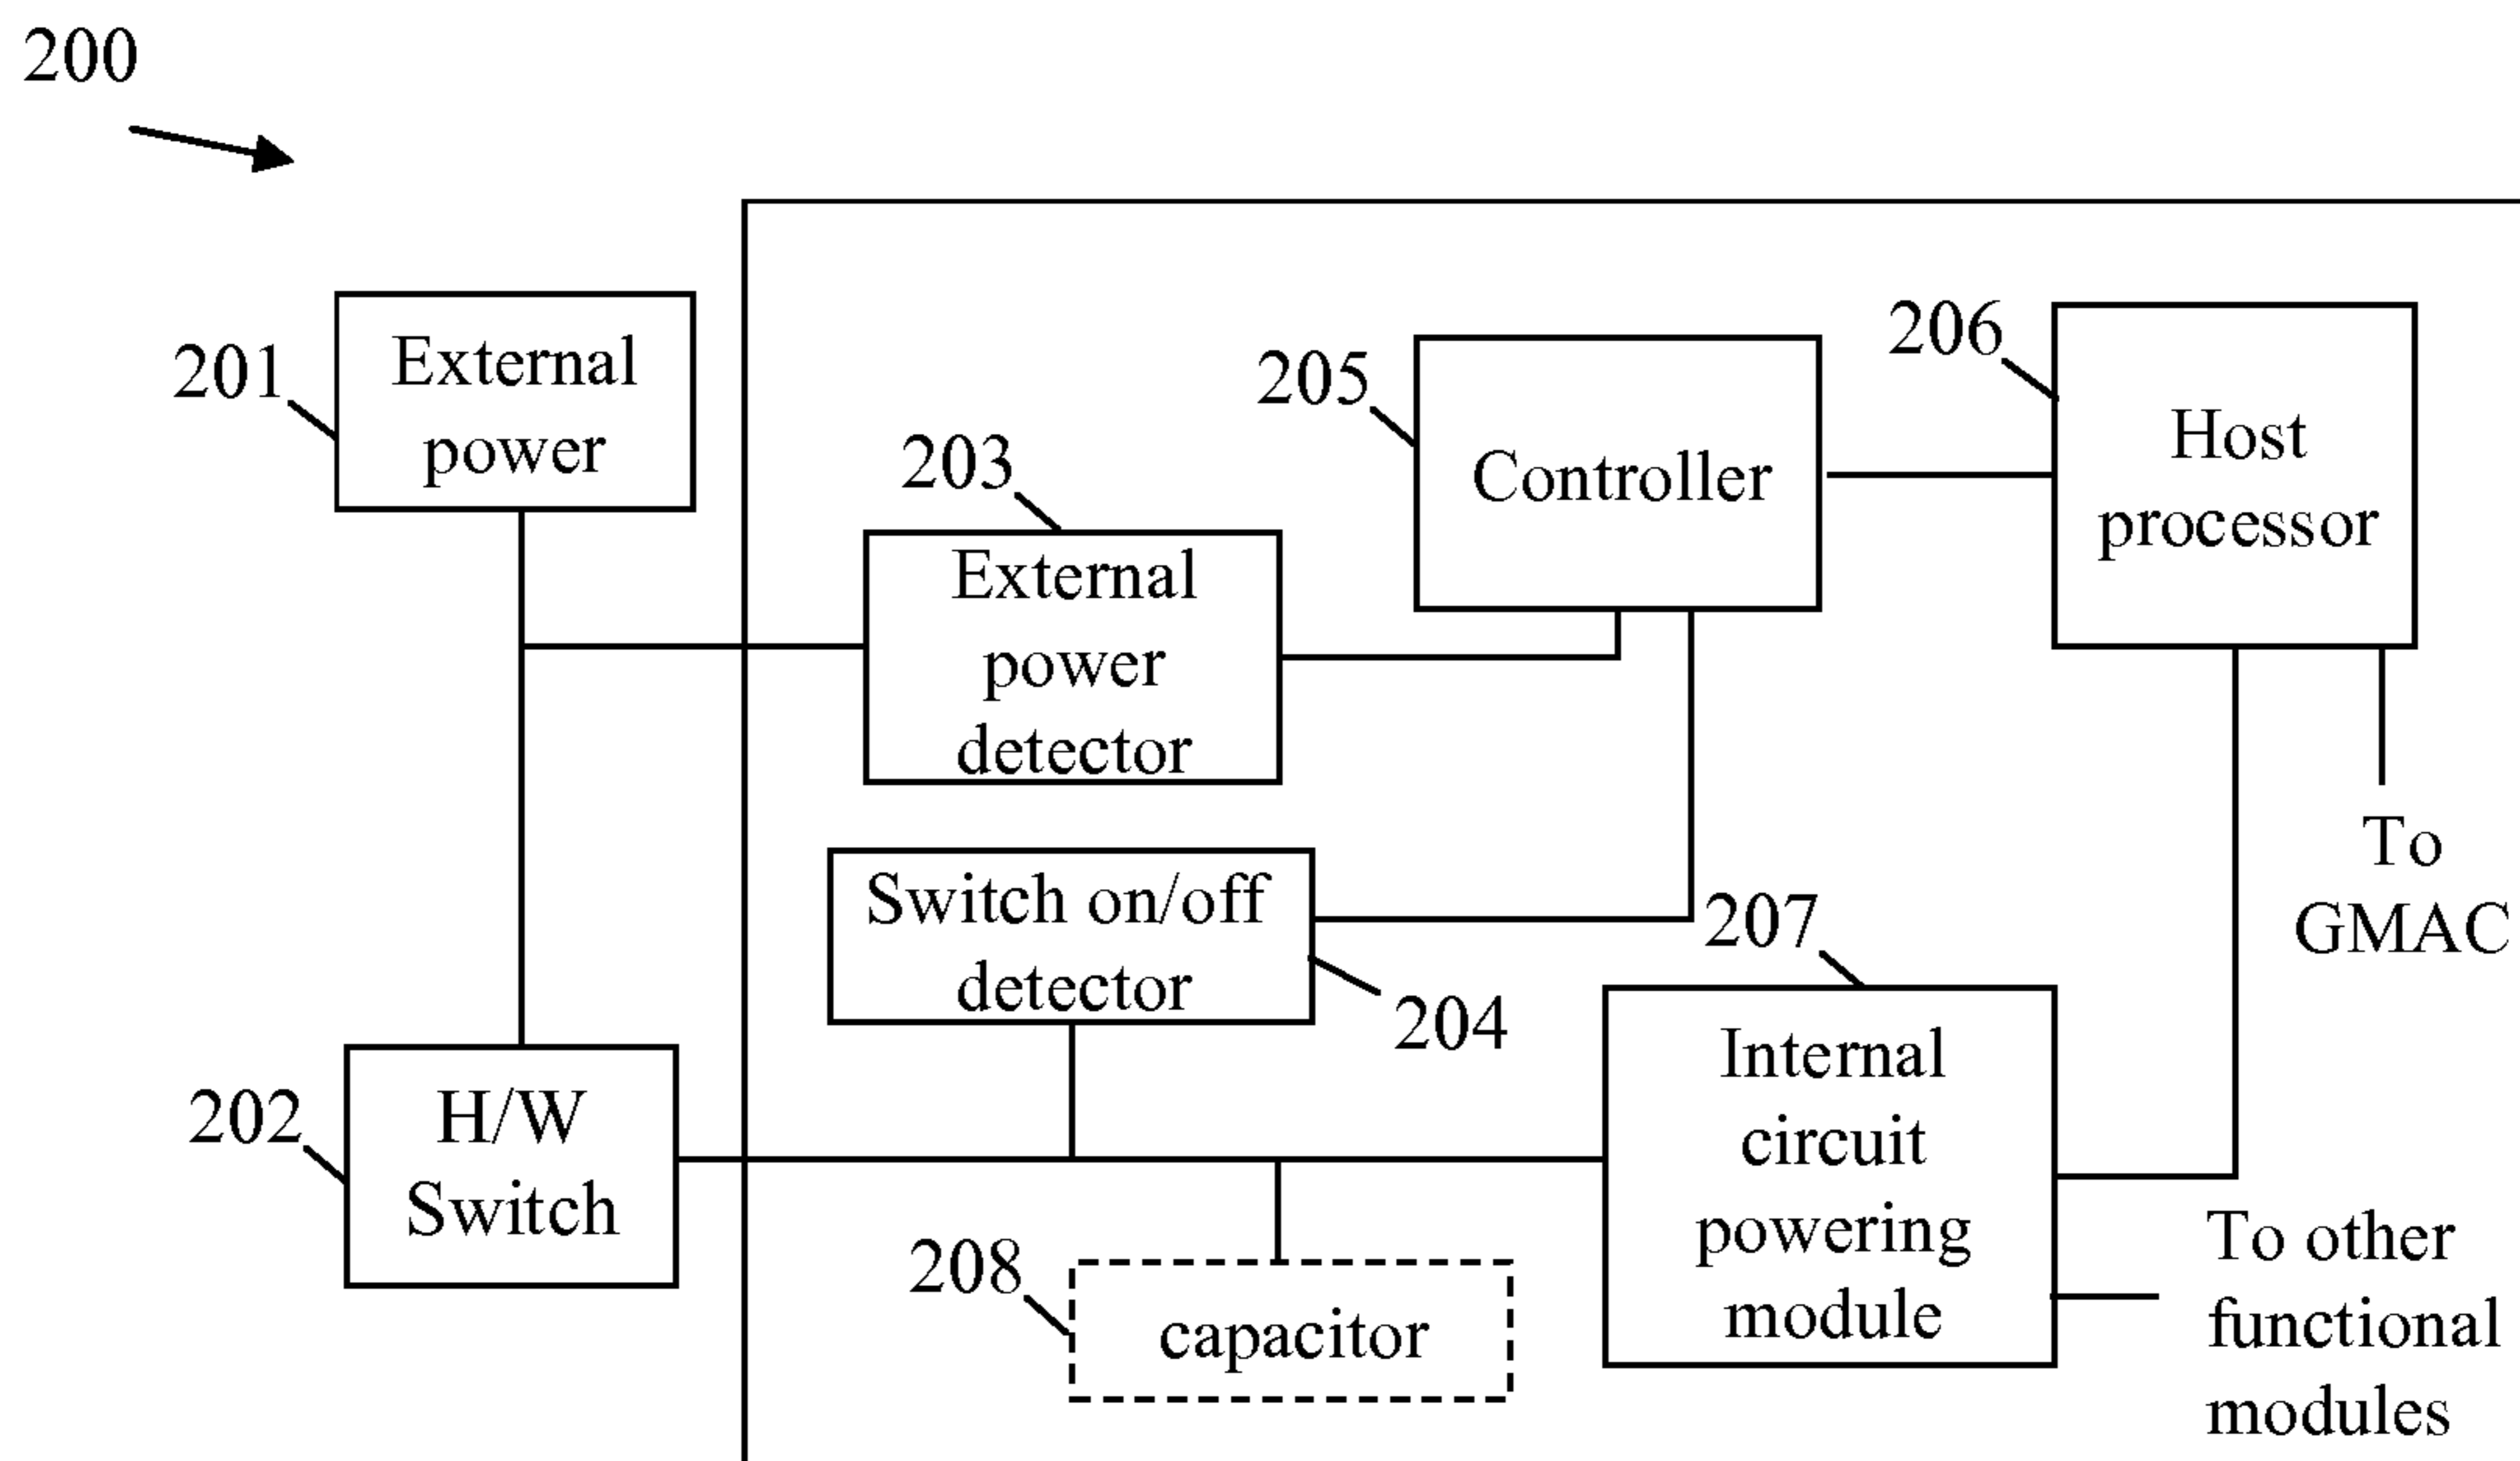 200
201
External
power
203
External
power
detector
205
Controller
206
Host
processor
To
GMAC
Switch on/off
detector
204
202
H/W
Switch
207
Internal
circuit
powering
module
208
capacitor
To other
functional
modules